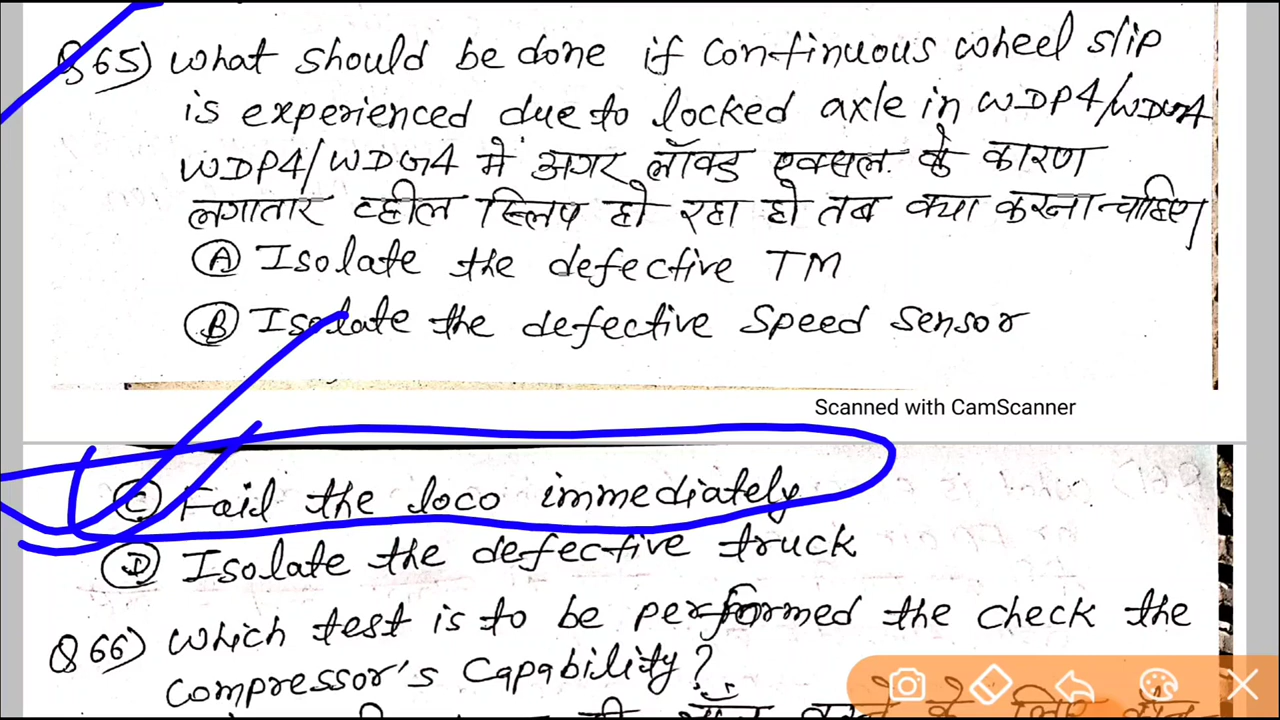 Q65) What should be done if continuous wheel slip
is experienced due to locked axle in WDP4/WDG4
WDP4/WDG4 में अगर लॉक्ड एक्सल के कारण
लगातार व्हील स्लिप हो रहा हो तब क्या करना चाहिए
(A) Isolate the defective TM
(B) Isolate the defective Speed Sensor
Scanned with CamScanner
(C) Fail the loco immediately
(D) Isolate the defective truck
Q66) Which test is to be performed the check the
compressor's capability?
के लिए